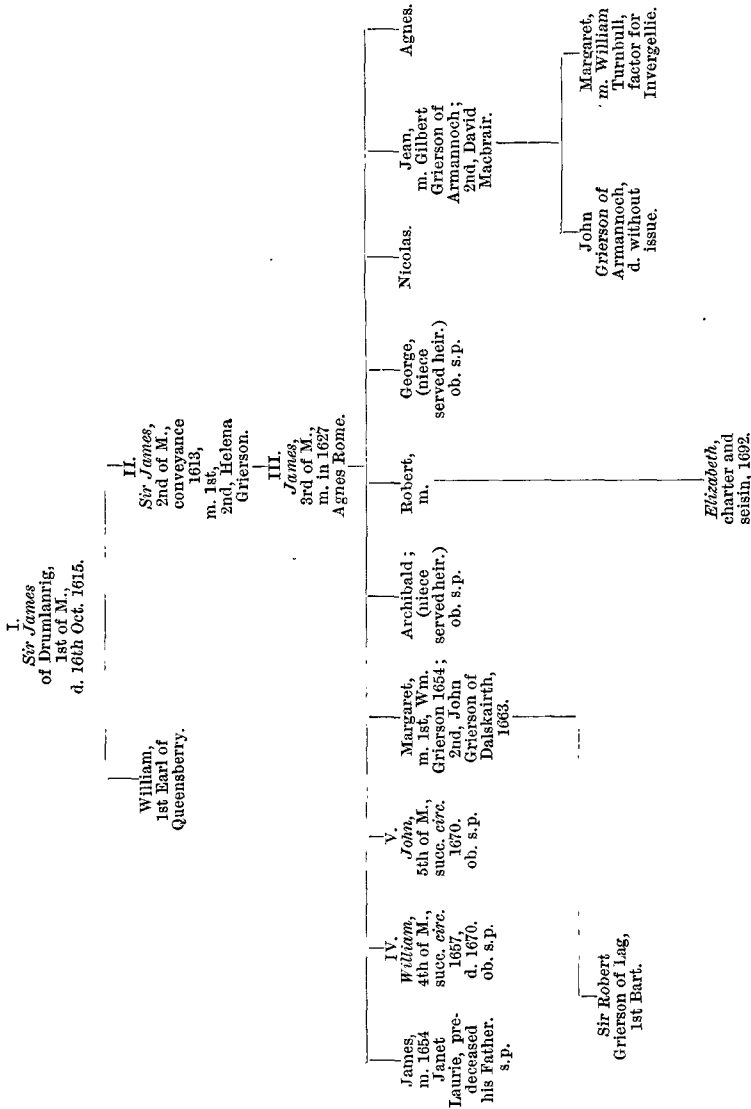 I.
Sir James
of Drumlanrig,
1st of M.,
d. 16th Oct. 1615.
William,
1st Earl of
Queensberry.
II.
Sir James,
2nd of M.,
conveyance
1613,
m. 1st,
2nd, Helena
Grierson.
III.
James,
3rd of M.,
m. in 1627
Agnes Rome.
James,
m. 1654
Janet
Laurie, pre-
deceased
his Father.
s.p.
IV.
William,
4th of M.,
succ. circ.
1657,
d. 1670.
ob. s.p.
V.
John,
5th of M.,
succ. circ.
1670.
ob. s.p.
Margaret,
m. 1st, Wm.
Grierson 1654;
2nd, John
Grierson of
Dalskairth,
1663.
Archibald;
(niece
served heir.)
ob. s.p.
Robert,
m.
George,
(niece
served heir.)
ob. s.p.
Nicolas.
Jean,
m. Gilbert
Grierson of
Armannoch;
2nd, David
Macbrair.
Agnes.
Sir Robert
Grierson of Lag,
1st Bart.
John
Grierson of
Armannoch,
d. without
issue.
Margaret,
m. William
Turnbull,
factor for
Invergellie.
Elizabeth,
charter and
seisin, 1692.